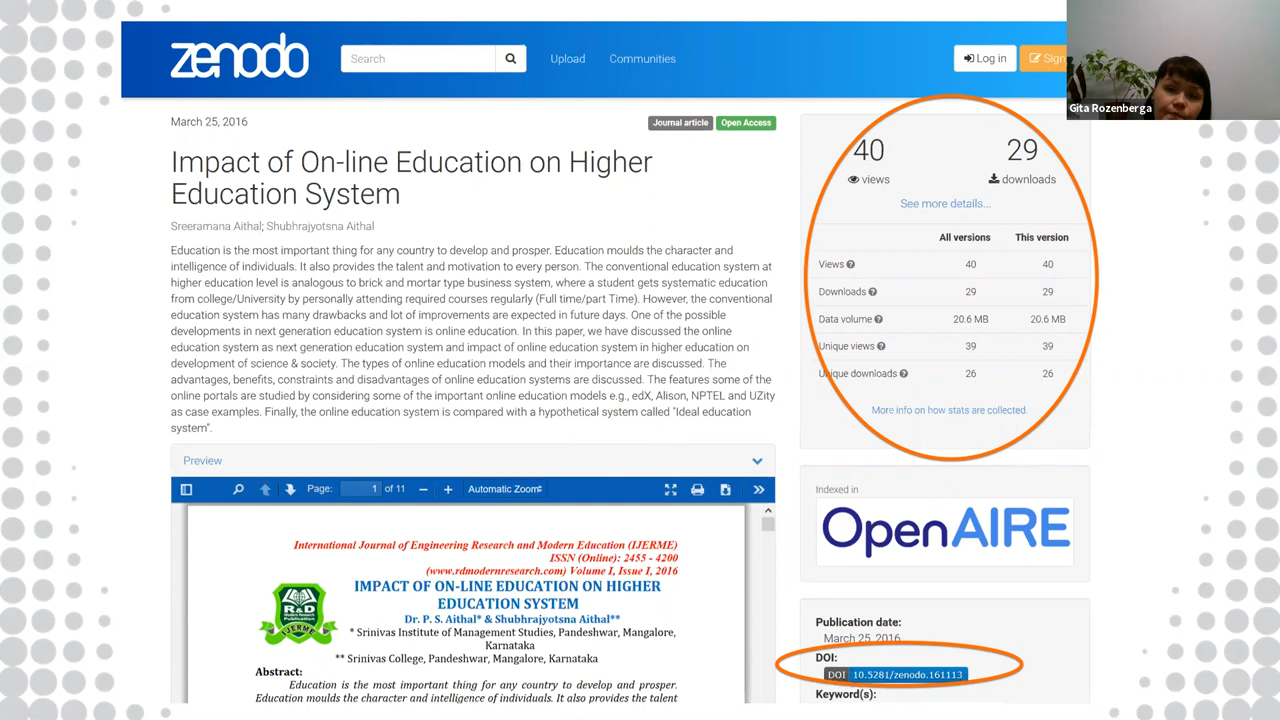 zenodo
Search
Upload
Communities
Log in
Sign
Gita Rozenberga
March 25, 2016
Journal article
Open Access
Impact of On-line Education on Higher
Education System
Sreeramana Aithal; Shubhrajyotsna Aithal
Education is the most important thing for any country to develop and prosper. Education moulds the character and
intelligence of individuals. It also provides the talent and motivation to every person. The conventional education system at
higher education level is analogous to brick and mortar type business system, where a student gets systematic education
from college/University by personally attending required courses regularly (Full time/part Time). However, the conventional
education system has many drawbacks and lot of improvements are expected in future days. One of the possible
developments in next generation education system is online education. In this paper, we have discussed the online
education system as next generation education system and impact of online education system in higher education on
development of science & society. The types of online education models and their importance are discussed. The
advantages, benefits, constraints and disadvantages of online education systems are discussed. The features some of the
online portals are studied by considering some of the important online education models e.g., edX, Alison, NPTEL and UZity
as case examples. Finally, the online education system is compared with a hypothetical system called "Ideal education
system".
Preview
Page: 1 of 11
Automatic Zoom
International Journal of Engineering Research and Modern Education (IJERME)
ISSN (Online): 2455 - 4200
(www.rdmodernresearch.com) Volume I, Issue I, 2016
R&D
IJERME
IMPACT OF ON-LINE EDUCATION ON HIGHER
EDUCATION SYSTEM
Dr. P. S. Aithal* & Shubhrajyotsna Aithal**
* Srinivas Institute of Management Studies, Pandeshwar, Mangalore,
Karnataka
** Srinivas College, Pandeshwar, Mangalore, Karnataka
Abstract:
Education is the most important thing for any country to develop and prosper.
Education moulds the character and intelligence of individuals. It also provides the talent
40 29
views downloads
See more details...
All versions This version
Views 40 40
Downloads 29 29
Data volume 20.6 MB 20.6 MB
Unique views 39 39
Unique downloads 26 26
More info on how stats are collected.
Indexed in
OpenAIRE
Publication date:
March 25, 2016
DOI:
DOI 10.5281/zenodo.161113
Keyword(s):